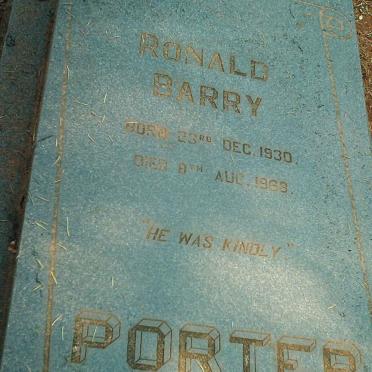 RONALD
BARRY
BORN 23RD DEC. 1930.
DIED 8TH AUG. 1969.
"HE WAS KINDLY"
PORTER